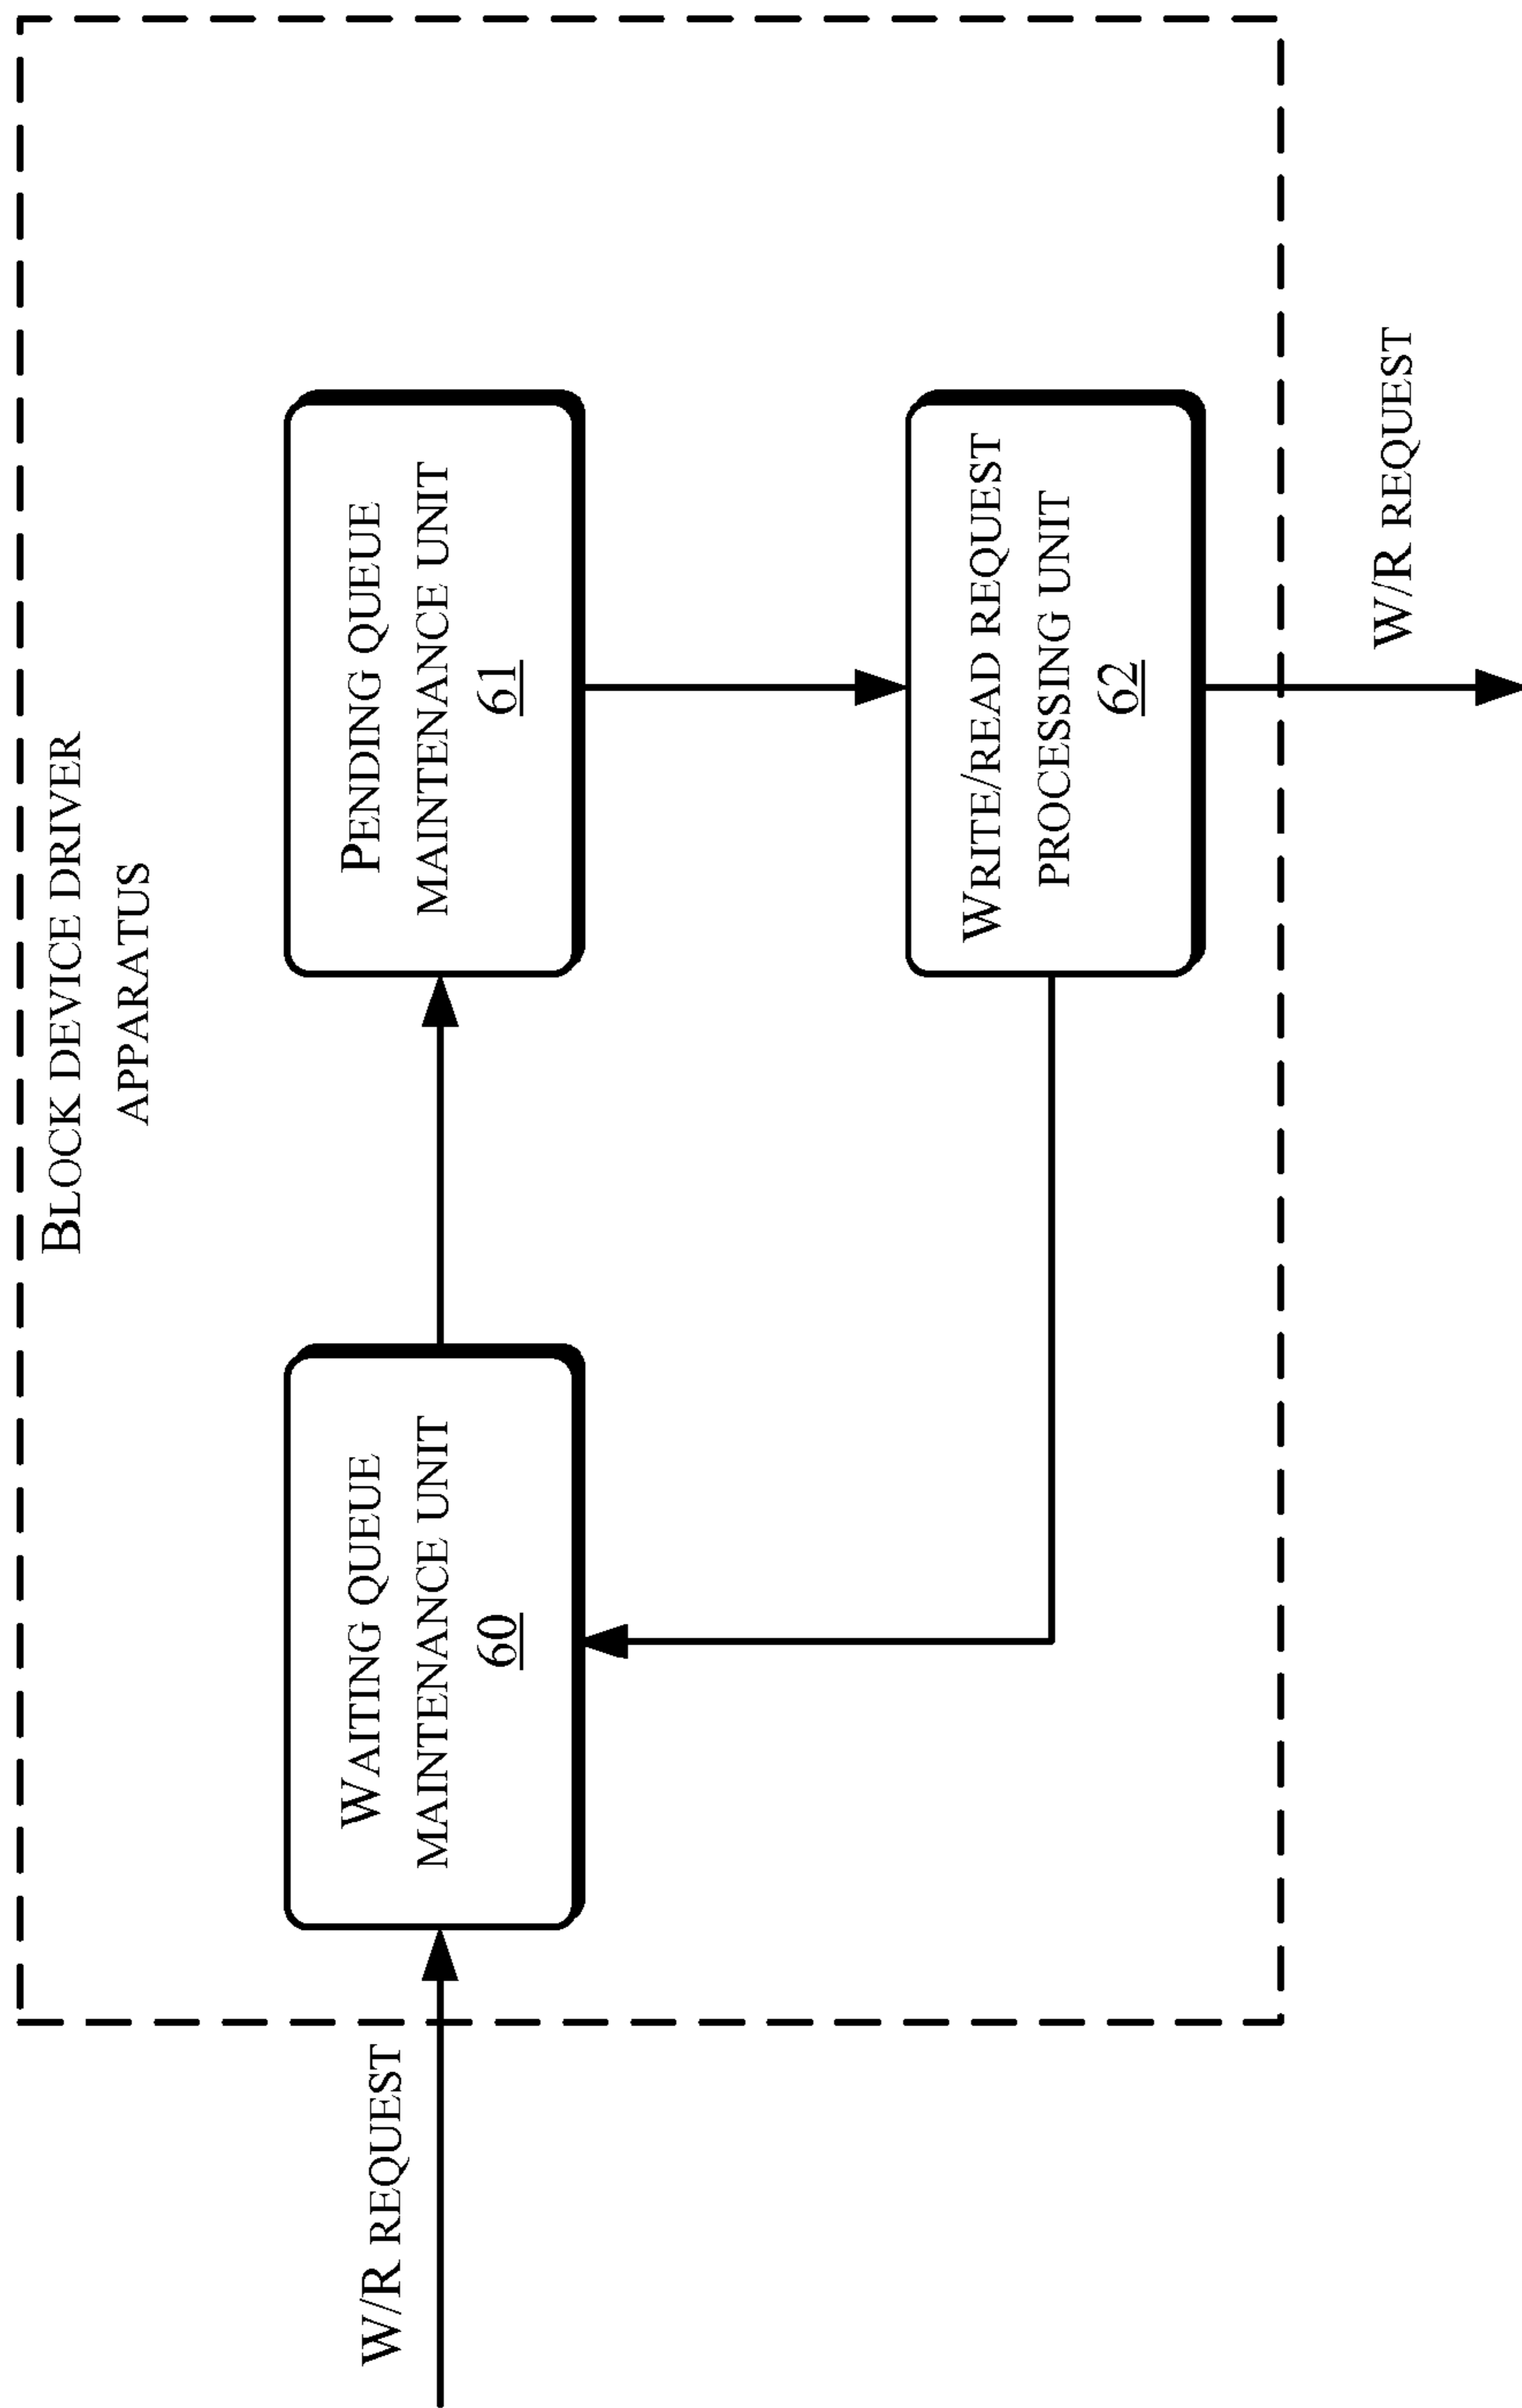 Block device driver
apparatus
W/R request
Waiting queue
maintenance unit
60
Pending queue
maintenance unit
61
Write/read request
processing unit
62
W/R request